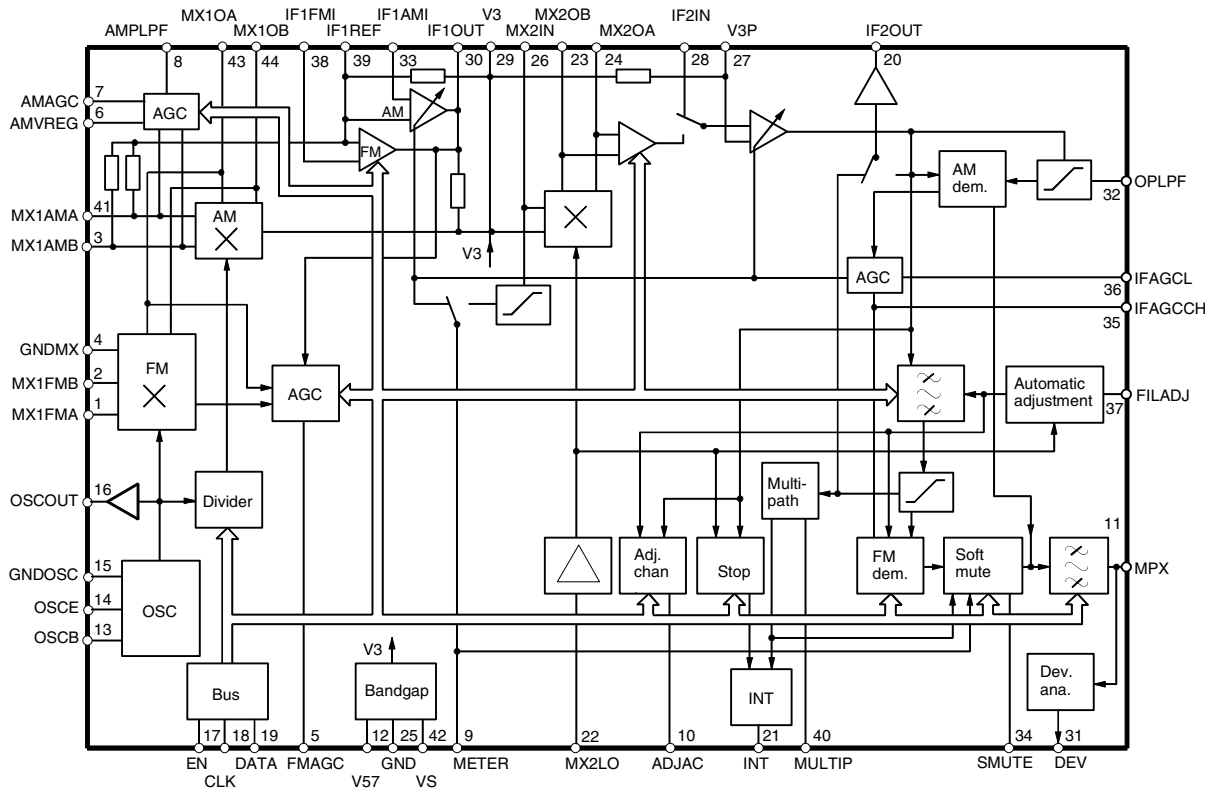 MX1OA IF1FMI IF1AMI V3 MX2OB IF2IN IF2OUT
AMPLPF MX1OB IF1REF IF1OUT MX2IN MX2OA V3P
8 43 44 38 39 33 30 29 26 23 24 28 27 20
AMAGC 7
AMVREG 6
AGC
AM
FM
AM
dem.
OPLPF
32
MX1AMA 41
MX1AMB 3
AM
V3
AGC
IFAGCL
36
IFAGCCH
35
GNDMX 4
MX1FMB 2
MX1FMA 1
FM
AGC
Automatic
adjustment
37
FILADJ
OSCOUT 16
Divider
Multi-
path
11
MPX
GNDOSC 15
OSCE 14
OSCB 13
OSC
Adj.
chan
Stop
FM
dem.
Soft
mute
V3
Bus
Bandgap
INT
Dev.
ana.
17 18 19 5 12 25 42 9 22 10 21 40 34 31
EN DATA FMAGC GND METER MX2LO ADJAC INT MULTIP SMUTE DEV
CLK V57 VS